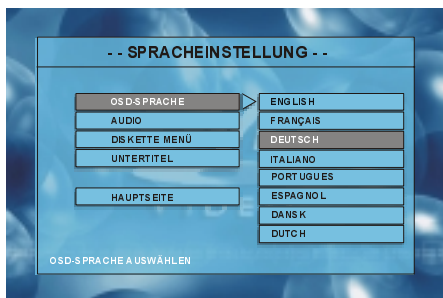 - - SPRACHEINSTELLUNG - -
OSD-SPRACHE
AUDIO
DISKETTE MENÜ
UNTERTITEL
HAUPTSEITE
ENGLISH
FRANÇAIS
DEUTSCH
ITALIANO
PORTUGUES
ESPAGNOL
DANSK
DUTCH
OSD-SPRACHE AUSWÄHLEN